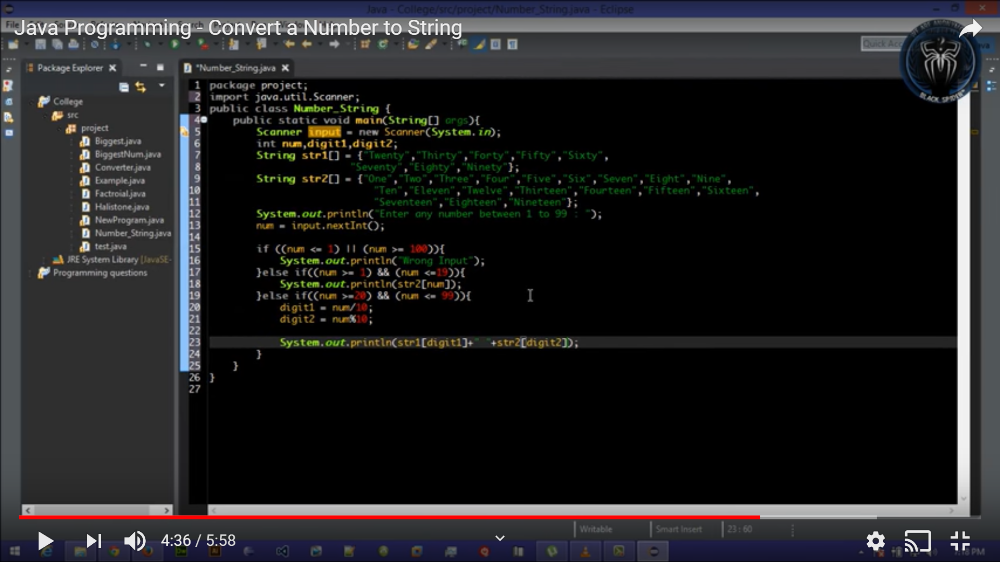 Java - College/src/project/Number_String.java - Eclipse
File
Java Programming - Convert a Number to String
Quick Acc
Package Explorer
*Number_String.java
BLACK SPIDER
College
src
project
Biggest.java
BiggestNum.java
Converter.java
Example.java
Factroial.java
Halistone.java
NewProgram.java
Number_String.java
test.java
JRE System Library [JavaSE-
Programming questions
1 package project;
2 import java.util.Scanner;
3 public class Number_String {
4 public static void main(String[] args){
5 Scanner input = new Scanner(System.in);
6 int num,digit1,digit2;
7 String str1[] = {"Twenty","Thirty","Forty","Fifty","Sixty",
8 "Seventy","Eighty","Ninety"};
9 String str2[] = {"One","Two","Three","Four","Five","Six","Seven","Eight","Nine",
10 "Ten","Eleven","Twelve","Thirteen","Fourteen","Fifteen","Sixteen",
11 "Seventeen","Eighteen","Nineteen"};
12 System.out.println("Enter any number between 1 to 99 : ");
13 num = input.nextInt();
14
15 if ((num <= 1) || (num >= 100)){
16 System.out.println("Wrong Input");
17 }else if((num >= 1) && (num <=19)){
18 System.out.println(str2[num]);
19 }else if((num >=20) && (num <= 99)){
20 digit1 = num/10;
21 digit2 = num%10;
22
23 System.out.println(str1[digit1]+" "+str2[digit2]);
24 }
25 }
26 }
27
Writable
Smart Insert
23 : 60
4:36 / 5:58
7:18 PM